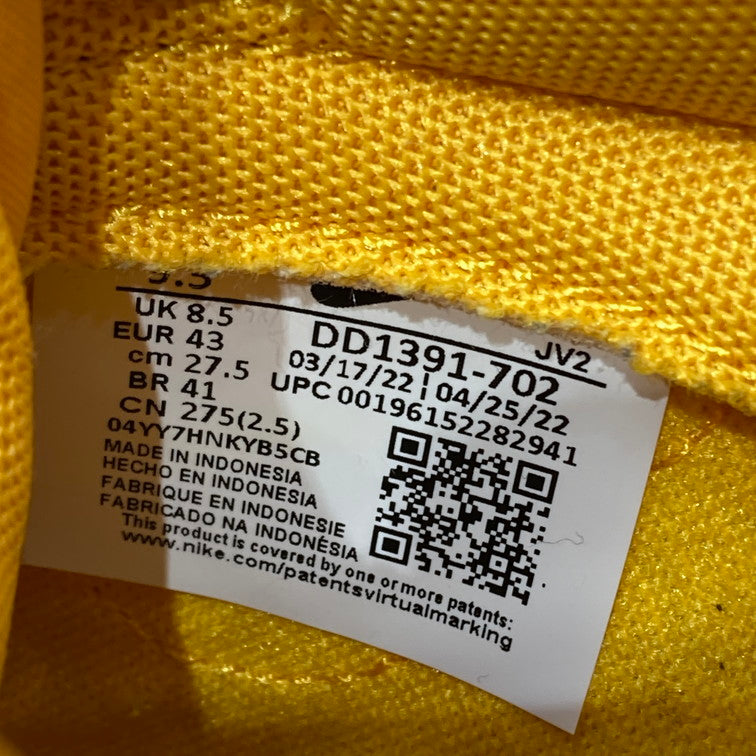 9.5
UK 8.5
EUR 43
cm 27.5
BR 41
CN 275(2.5)
04YY7HNKYB5CB
JV2
DD1391-702
03/17/22 | 04/25/22
UPC 00196152282941
MADE IN INDONESIA
HECHO EN INDONESIA
FABRIQUE EN INDONESIE
FABRICADO NA INDONÉSIA
This product is covered by one or more patents:
www.nike.com/patentsvirtualmarking